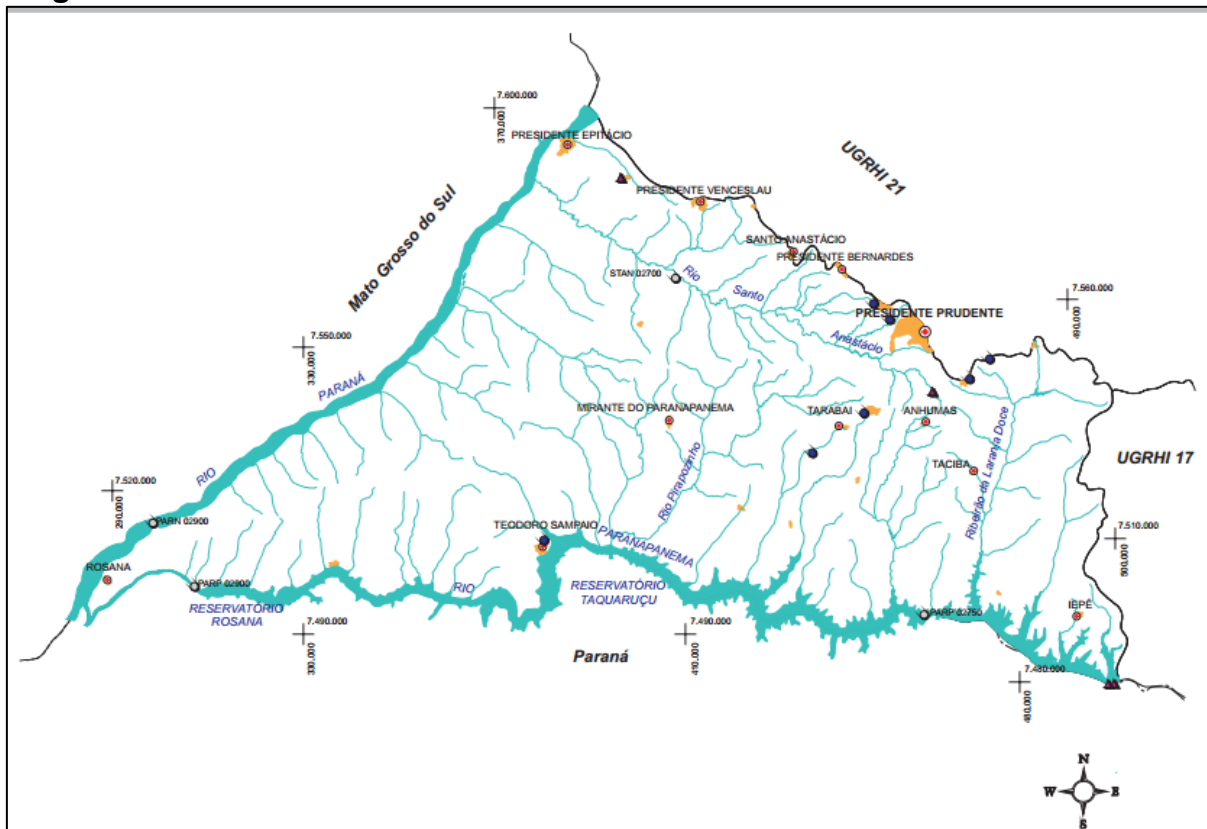 7.600.000
370.000
PRESIDENTE EPITÁCIO
UGRHI 21
Mato Grosso do Sul
PRESIDENTE VENCESLAU
SANTO ANASTÁCIO
PRESIDENTE BERNARDES
STAN 02700
Rio
Santo
Anastácio
7.560.000
490.000
PRESIDENTE PRUDENTE
7.550.000
330.000
PARANÁ
RIO
MIRANTE DO PARANAPANEMA
TARABAI
ANHUMAS
Ribeirão da Laranja Doce
TACIBA
UGRHI 17
Rio Pirapozinho
7.520.000
290.000
PARN 02900
TEODORO SAMPAIO
PARANAPANEMA
7.510.000
500.000
ROSANA
PARP 02900
RIO
RESERVATÓRIO
ROSANA
RESERVATÓRIO
TAQUARUÇU
PARP 02750
IEPÊ
7.490.000
330.000
Paraná
7.490.000
410.000
7.480.000
480.000
N
W
E
S